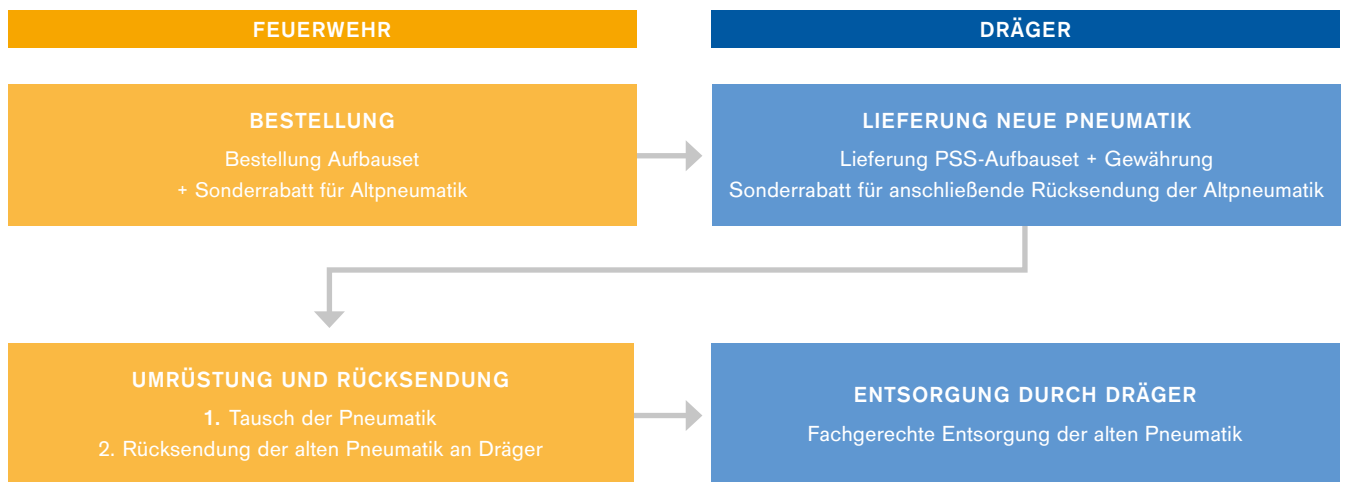 FEUERWEHR
DRÄGER
BESTELLUNG
Bestellung Aufbauset
+ Sonderrabatt für Altpneumatik
LIEFERUNG NEUE PNEUMATIK
Lieferung PSS-Aufbauset + Gewährung
Sonderrabatt für anschließende Rücksendung der Altpneumatik
UMRÜSTUNG UND RÜCKSENDUNG
1. Tausch der Pneumatik
2. Rücksendung der alten Pneumatik an Dräger
ENTSORGUNG DURCH DRÄGER
Fachgerechte Entsorgung der alten Pneumatik